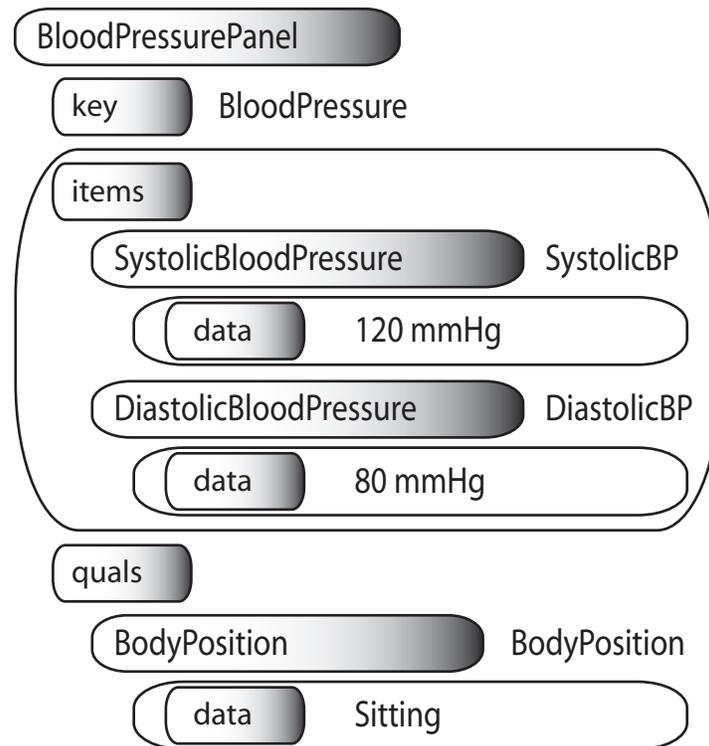 BloodPressurePanel
key BloodPressure
items
SystolicBloodPressure SystolicBP
data 120 mmHg
DiastolicBloodPressure DiastolicBP
data 80 mmHg
quals
BodyPosition BodyPosition
data Sitting